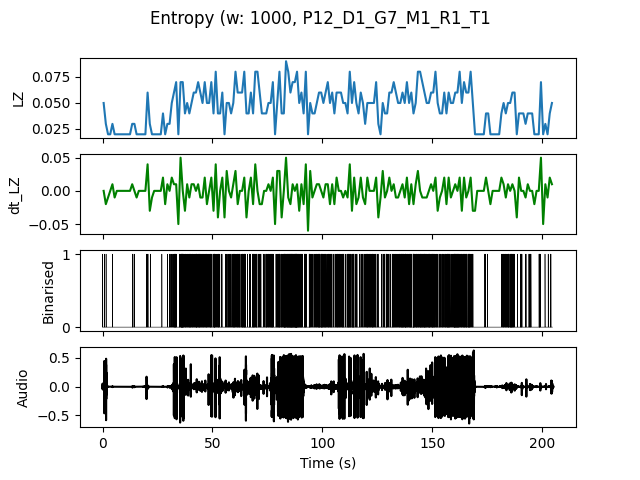 Entropy (w: 1000, P12_D1_G7_M1_R1_T1
LZ
0.075
0.050
0.025
dt_LZ
0.05
0.00
−0.05
Binarised
1
0
Audio
0.5
0.0
−0.5
0 50 100 150 200
Time (s)